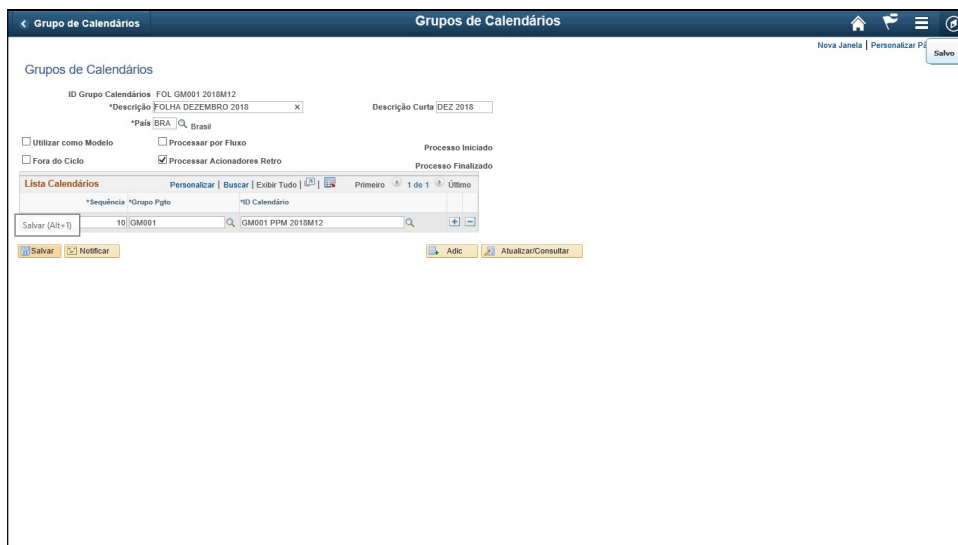 Grupo de Calendários
Grupos de Calendários
Nova Janela | Personalizar Pá
Salvo
Grupos de Calendários
ID Grupo Calendários FOL GM001 2018M12
*Descrição FOLHA DEZEMBRO 2018 × Descrição Curta DEZ 2018
*País BRA Brasil
Utilizar como Modelo Processar por Fluxo Processo Iniciado
Fora do Ciclo Processar Acionadores Retro Processo Finalizado
Lista Calendários Personalizar | Buscar | Exibir Tudo | | Primeiro 1 de 1 Último
*Sequência *Grupo Pgto *ID Calendário
Salvar (Alt+1) 10 GM001 GM001 PPM 2018M12
Salvar Notificar Adic Atualizar/Consultar